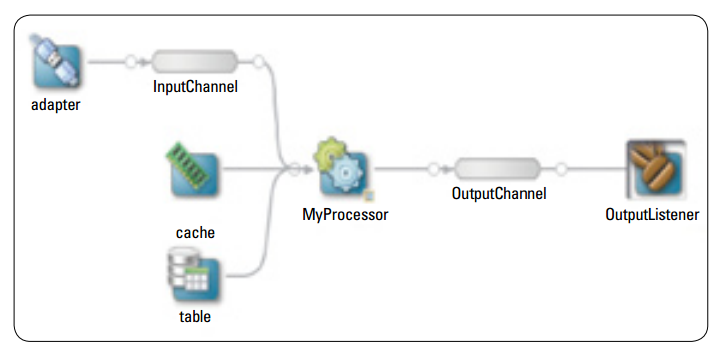 adapter
InputChannel
cache
table
MyProcessor
OutputChannel
OutputListener